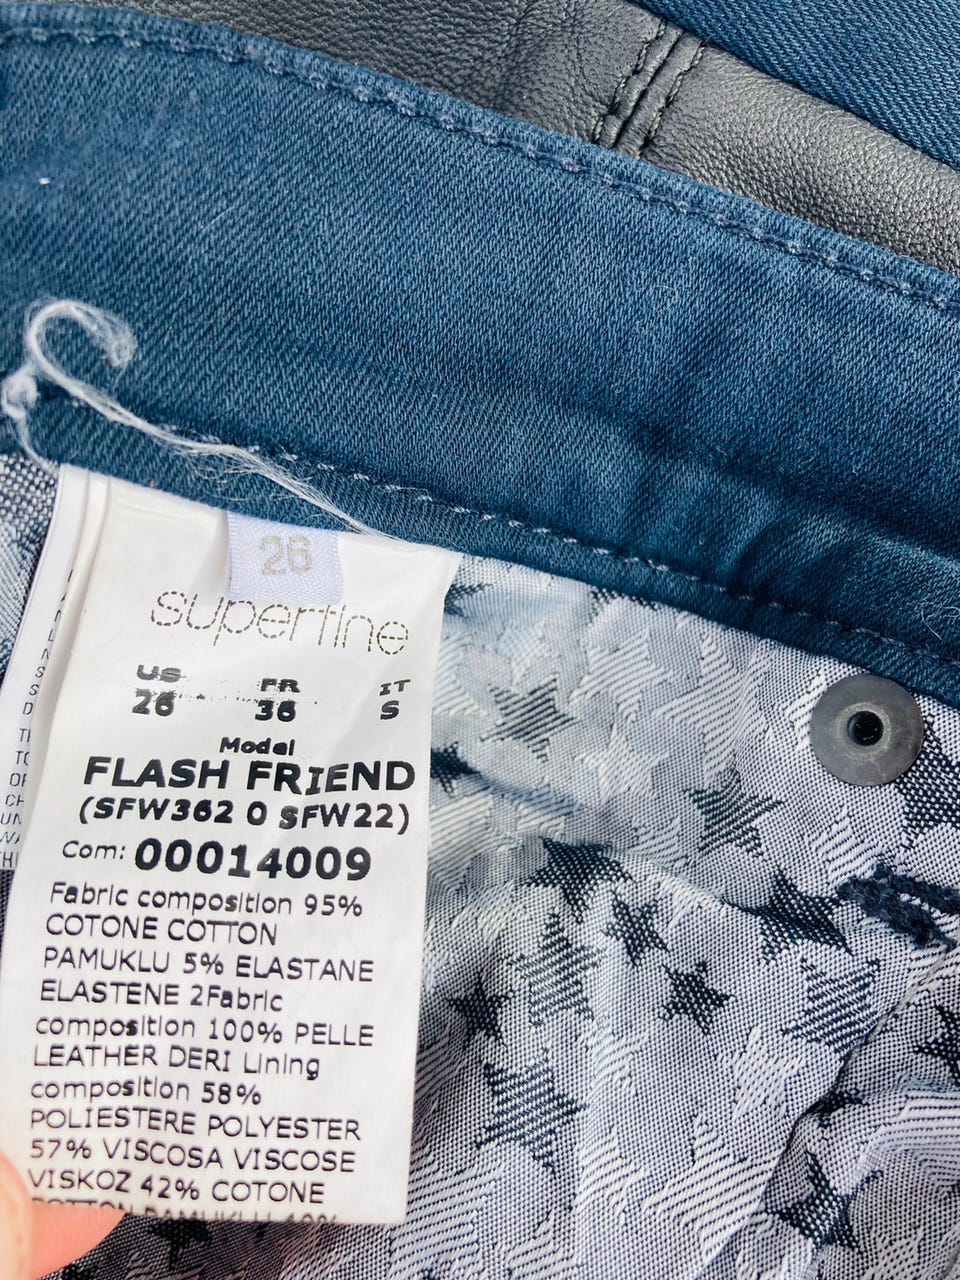 26
superfine
US FR IT
26 36 S
Model
FLASH FRIEND
(SFW362 0 SFW22)
Com: 00014009
Fabric composition 95%
COTONE COTTON
PAMUKLU 5% ELASTANE
ELASTENE 2Fabric
composition 100% PELLE
LEATHER DERI Lining
composition 58%
POLIESTERE POLYESTER
57% VISCOSA VISCOSE
VISKOZ 42% COTONE
COTTON PAMUKLU